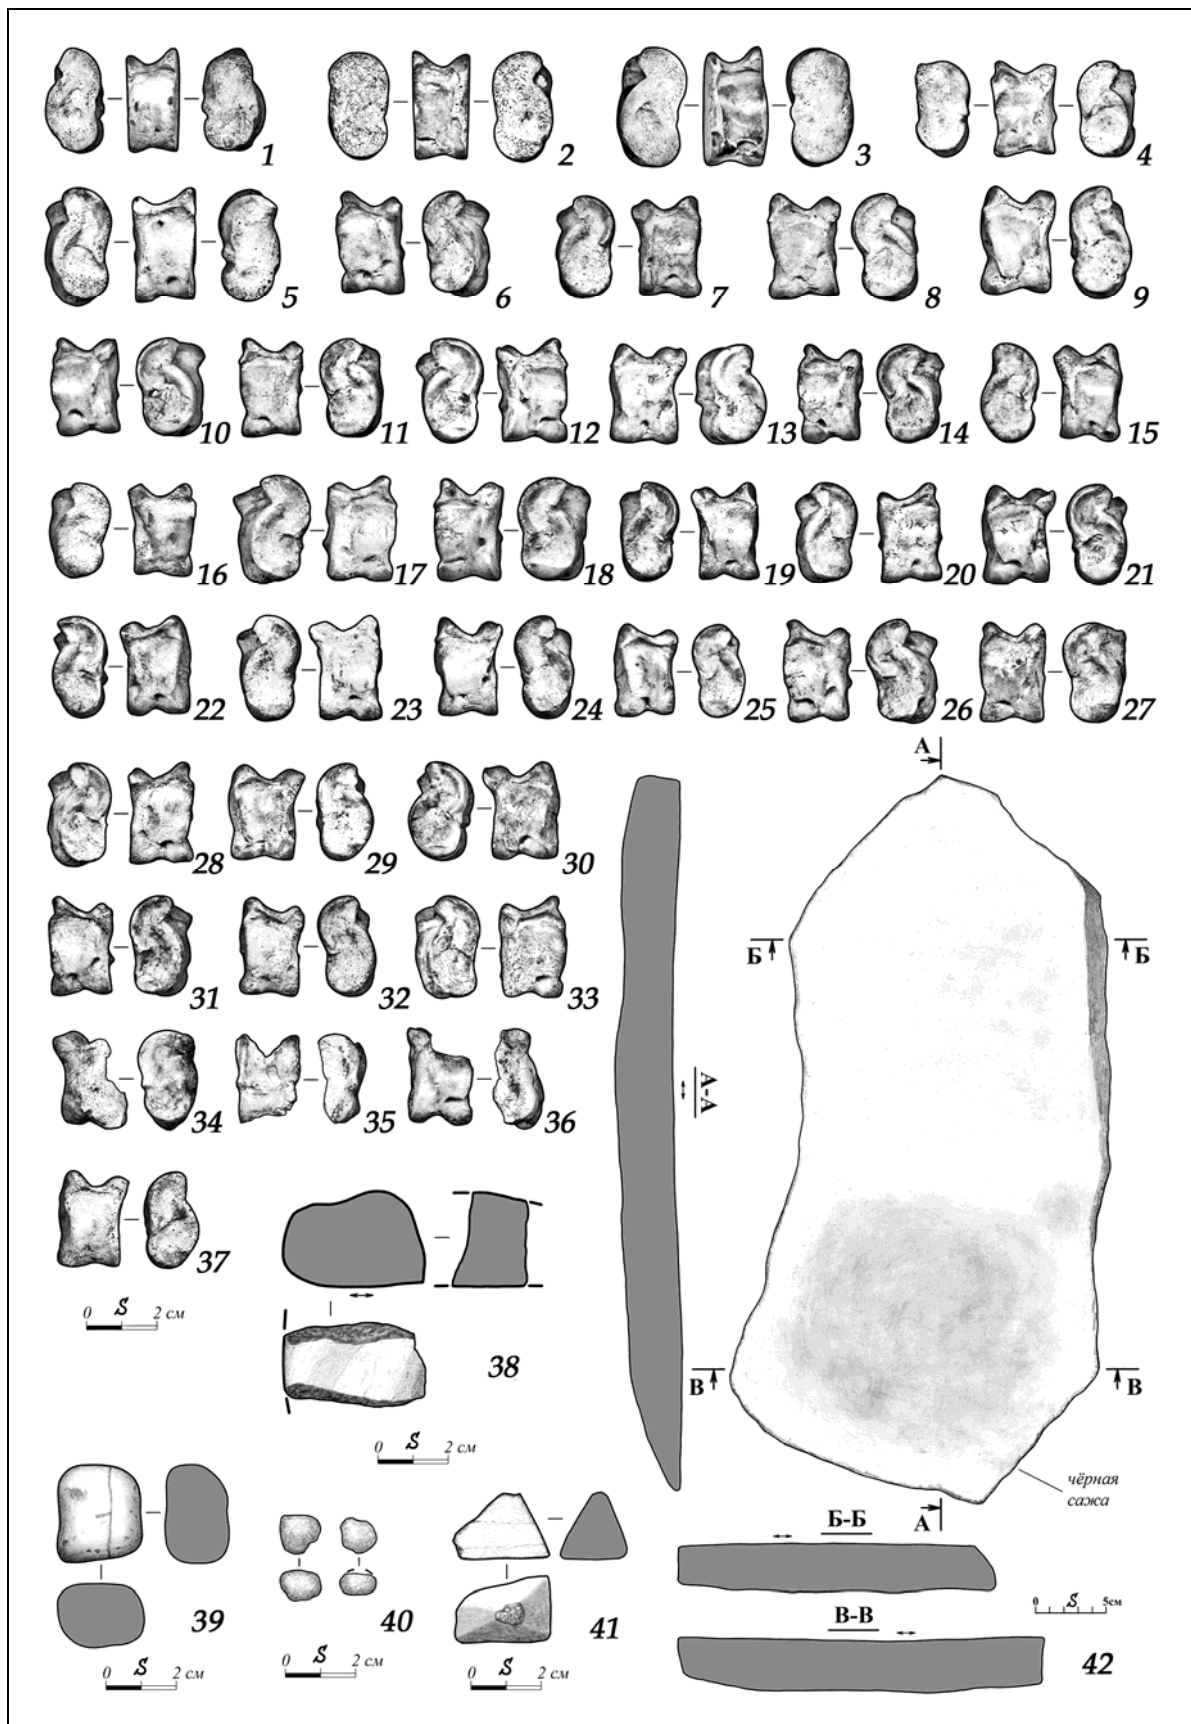 1 2 3 4
5 6 7 8 9
10 11 12 13 14 15
16 17 18 19 20 21
22 23 24 25 26 27
А
28 29 30
Б Б
31 32 33
А-А
34 35 36
37
0 S 2 см
38
В В
0 S 2 см
чёрная
сажа
А
Б-Б
39 40 41
0 S 5см
В-В
42
0 S 2 см
0 S 2 см
0 S 2 см